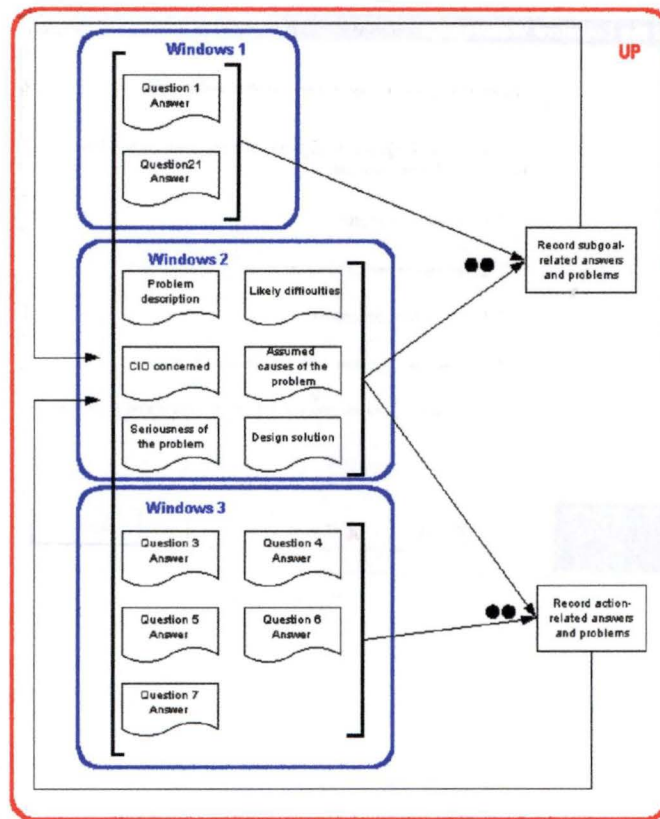 UP
Windows 1
Question 1
Answer
Question21
Answer
Windows 2
Problem
description
Likely difficulties
CIO concerned
Assumed
causes of the
problem
Seriousness of
the problem
Design solution
Windows 3
Question 3
Answer
Question 4
Answer
Question 5
Answer
Question 6
Answer
Question 7
Answer
Record subgoal-
related answers
and problems
Record action-
related answers
and problems